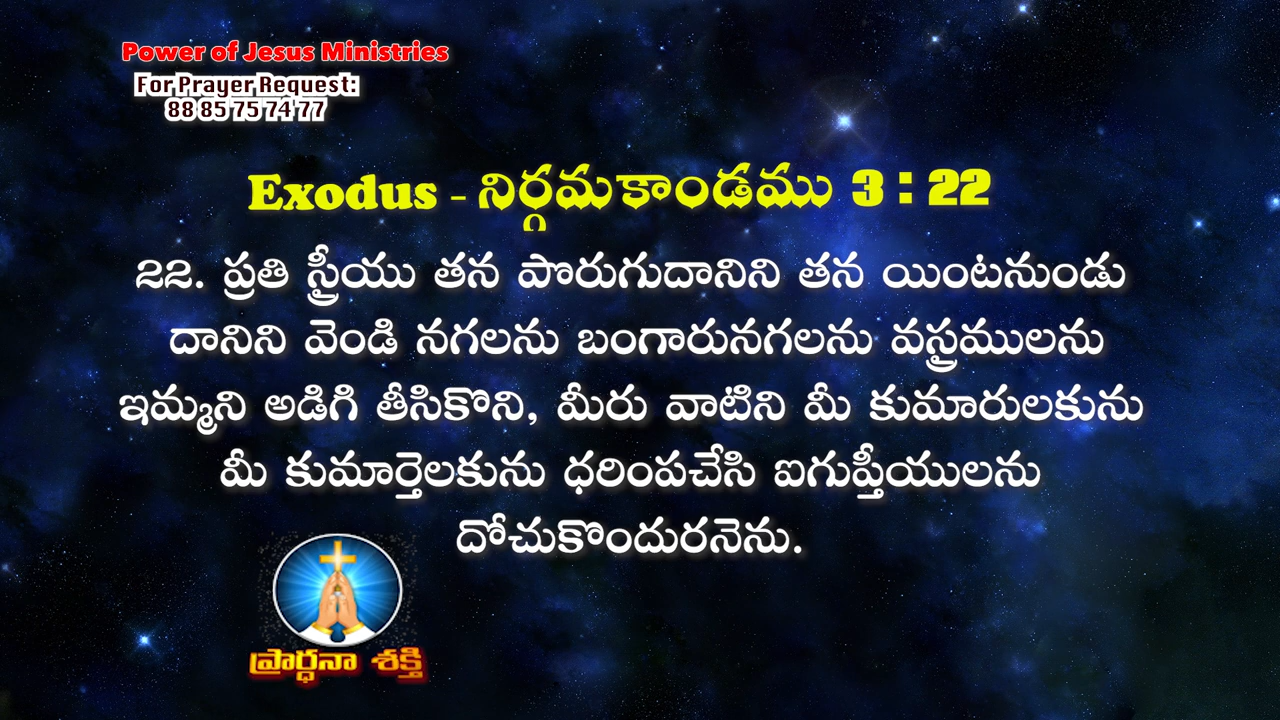 Power of Jesus Ministries
For Prayer Request:
88 85 75 74 77
Exodus - నిర్గమకాండము 3 : 22
22. ప్రతి స్త్రీయు తన పొరుగుదానిని తన యింటనుండు
దానిని వెండి నగలను బంగారునగలను వస్త్రములను
ఇమ్మని అడిగి తీసికొని, మీరు వాటిని మీ కుమారులకును
మీ కుమార్తెలకును ధరింపచేసి ఐగుప్తీయులను
దోచుకొందురనెను.
ప్రార్ధనా శక్తి